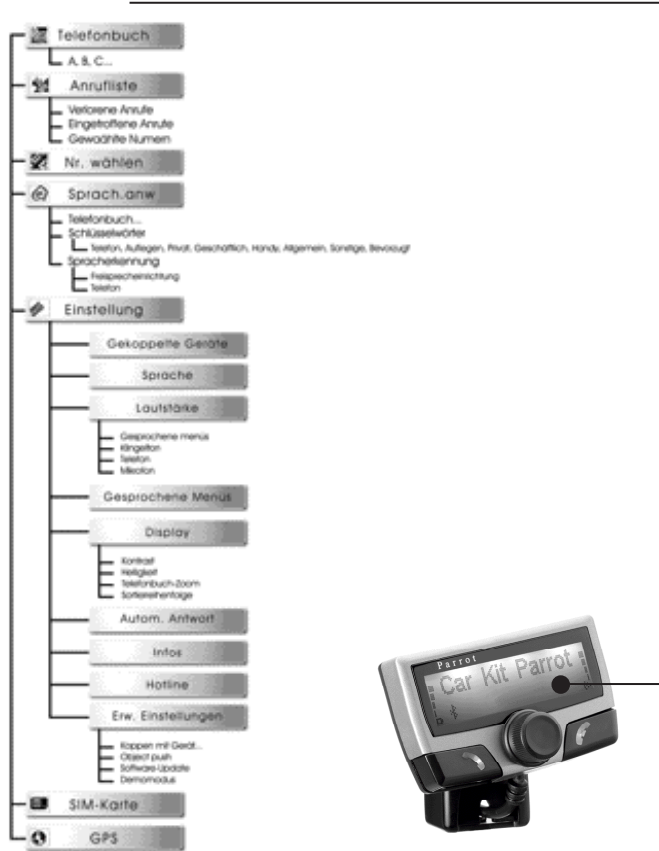 Telefonbuch
A, B, C...
Anrufliste
Verlorene Anrufe
Eingetroffene Anrufe
Gewaählte Numern
Nr. wählen
Sprach.anw
Telefonbuch...
Schlüsselwörter
Telefon, Auflegen, Privat, Geschäftlich, Handy, Allgemein, Sonstige, Bevorzugt
Spracherkennung
Freisprecheinrichtung
Telefon
Einstellung
Gekoppelte Geräte
Sprache
Lautstärke
Gesprochene menüs
Klingelton
Telefon
Mikrofon
Gesprochene Menüs
Display
Kontrast
Helligkeit
Telefonbuch-Zoom
Sortierreihenfolge
Autom. Antwort
Infos
Hotline
Erw. Einstellungen
Koppen mit Gerät...
Object push
Software-Update
Demomodus
SIM-Karte
GPS
Parrot
Car Kit Parrot